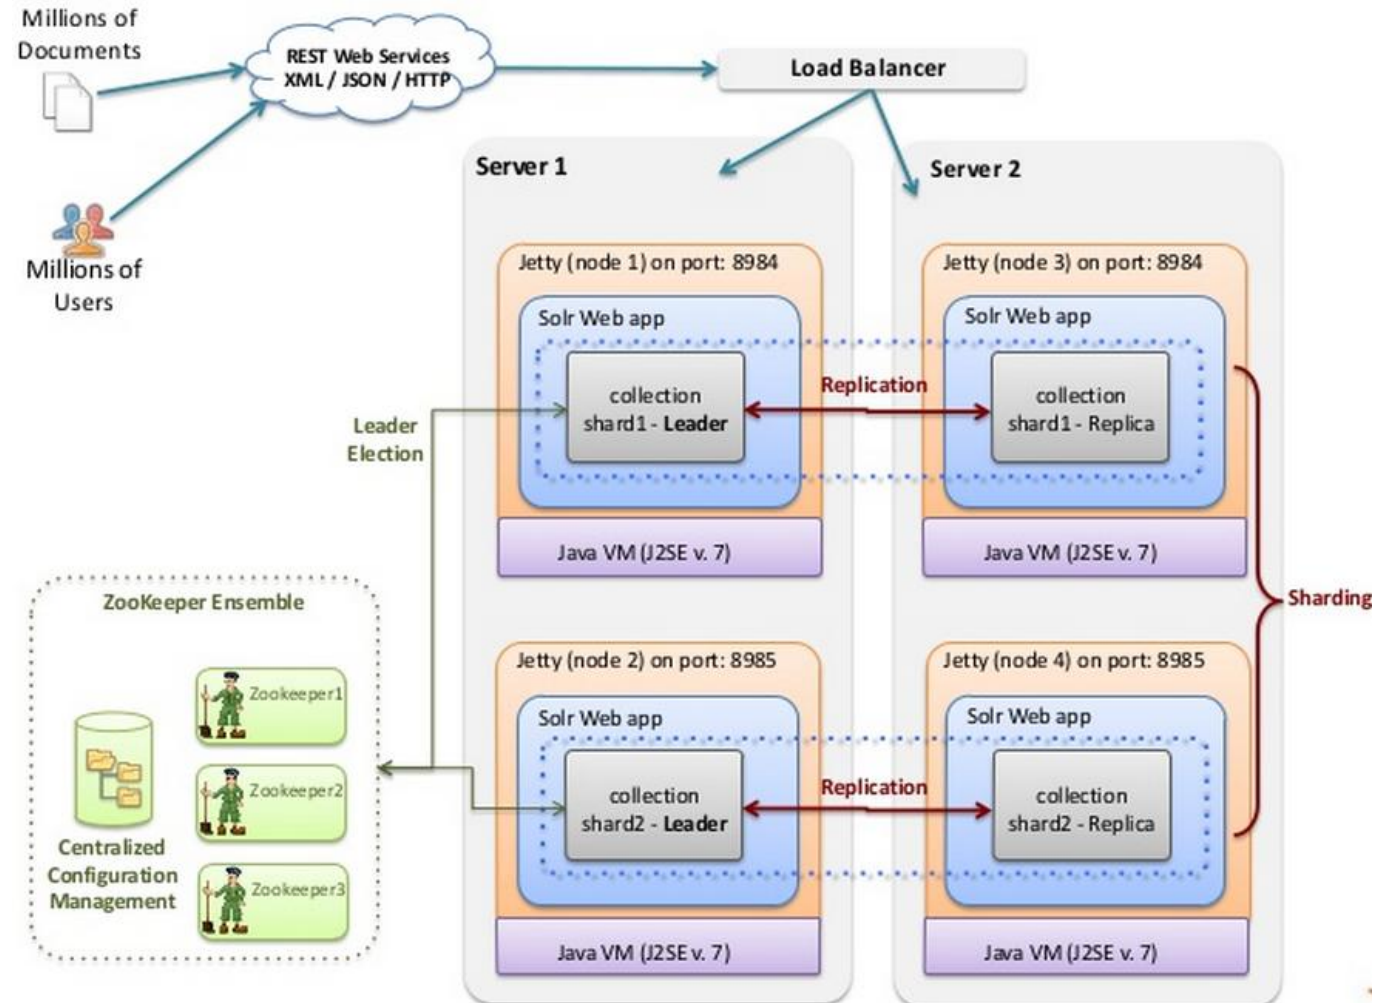 Millions of
Documents
REST Web Services
XML / JSON / HTTP
Load Balancer
Millions of
Users
Server 1
Server 2
Jetty (node 1) on port: 8984
Solr Web app
collection
shard1 - Leader
Replication
Jetty (node 3) on port: 8984
Solr Web app
collection
shard1 - Replica
Leader
Election
Java VM (J2SE v. 7)
Java VM (J2SE v. 7)
Sharding
ZooKeeper Ensemble
Zookeeper1
Zookeeper2
Zookeeper3
Centralized
Configuration
Management
Jetty (node 2) on port: 8985
Solr Web app
collection
shard2 - Leader
Replication
Jetty (node 4) on port: 8985
Solr Web app
collection
shard2 - Replica
Java VM (J2SE v. 7)
Java VM (J2SE v. 7)